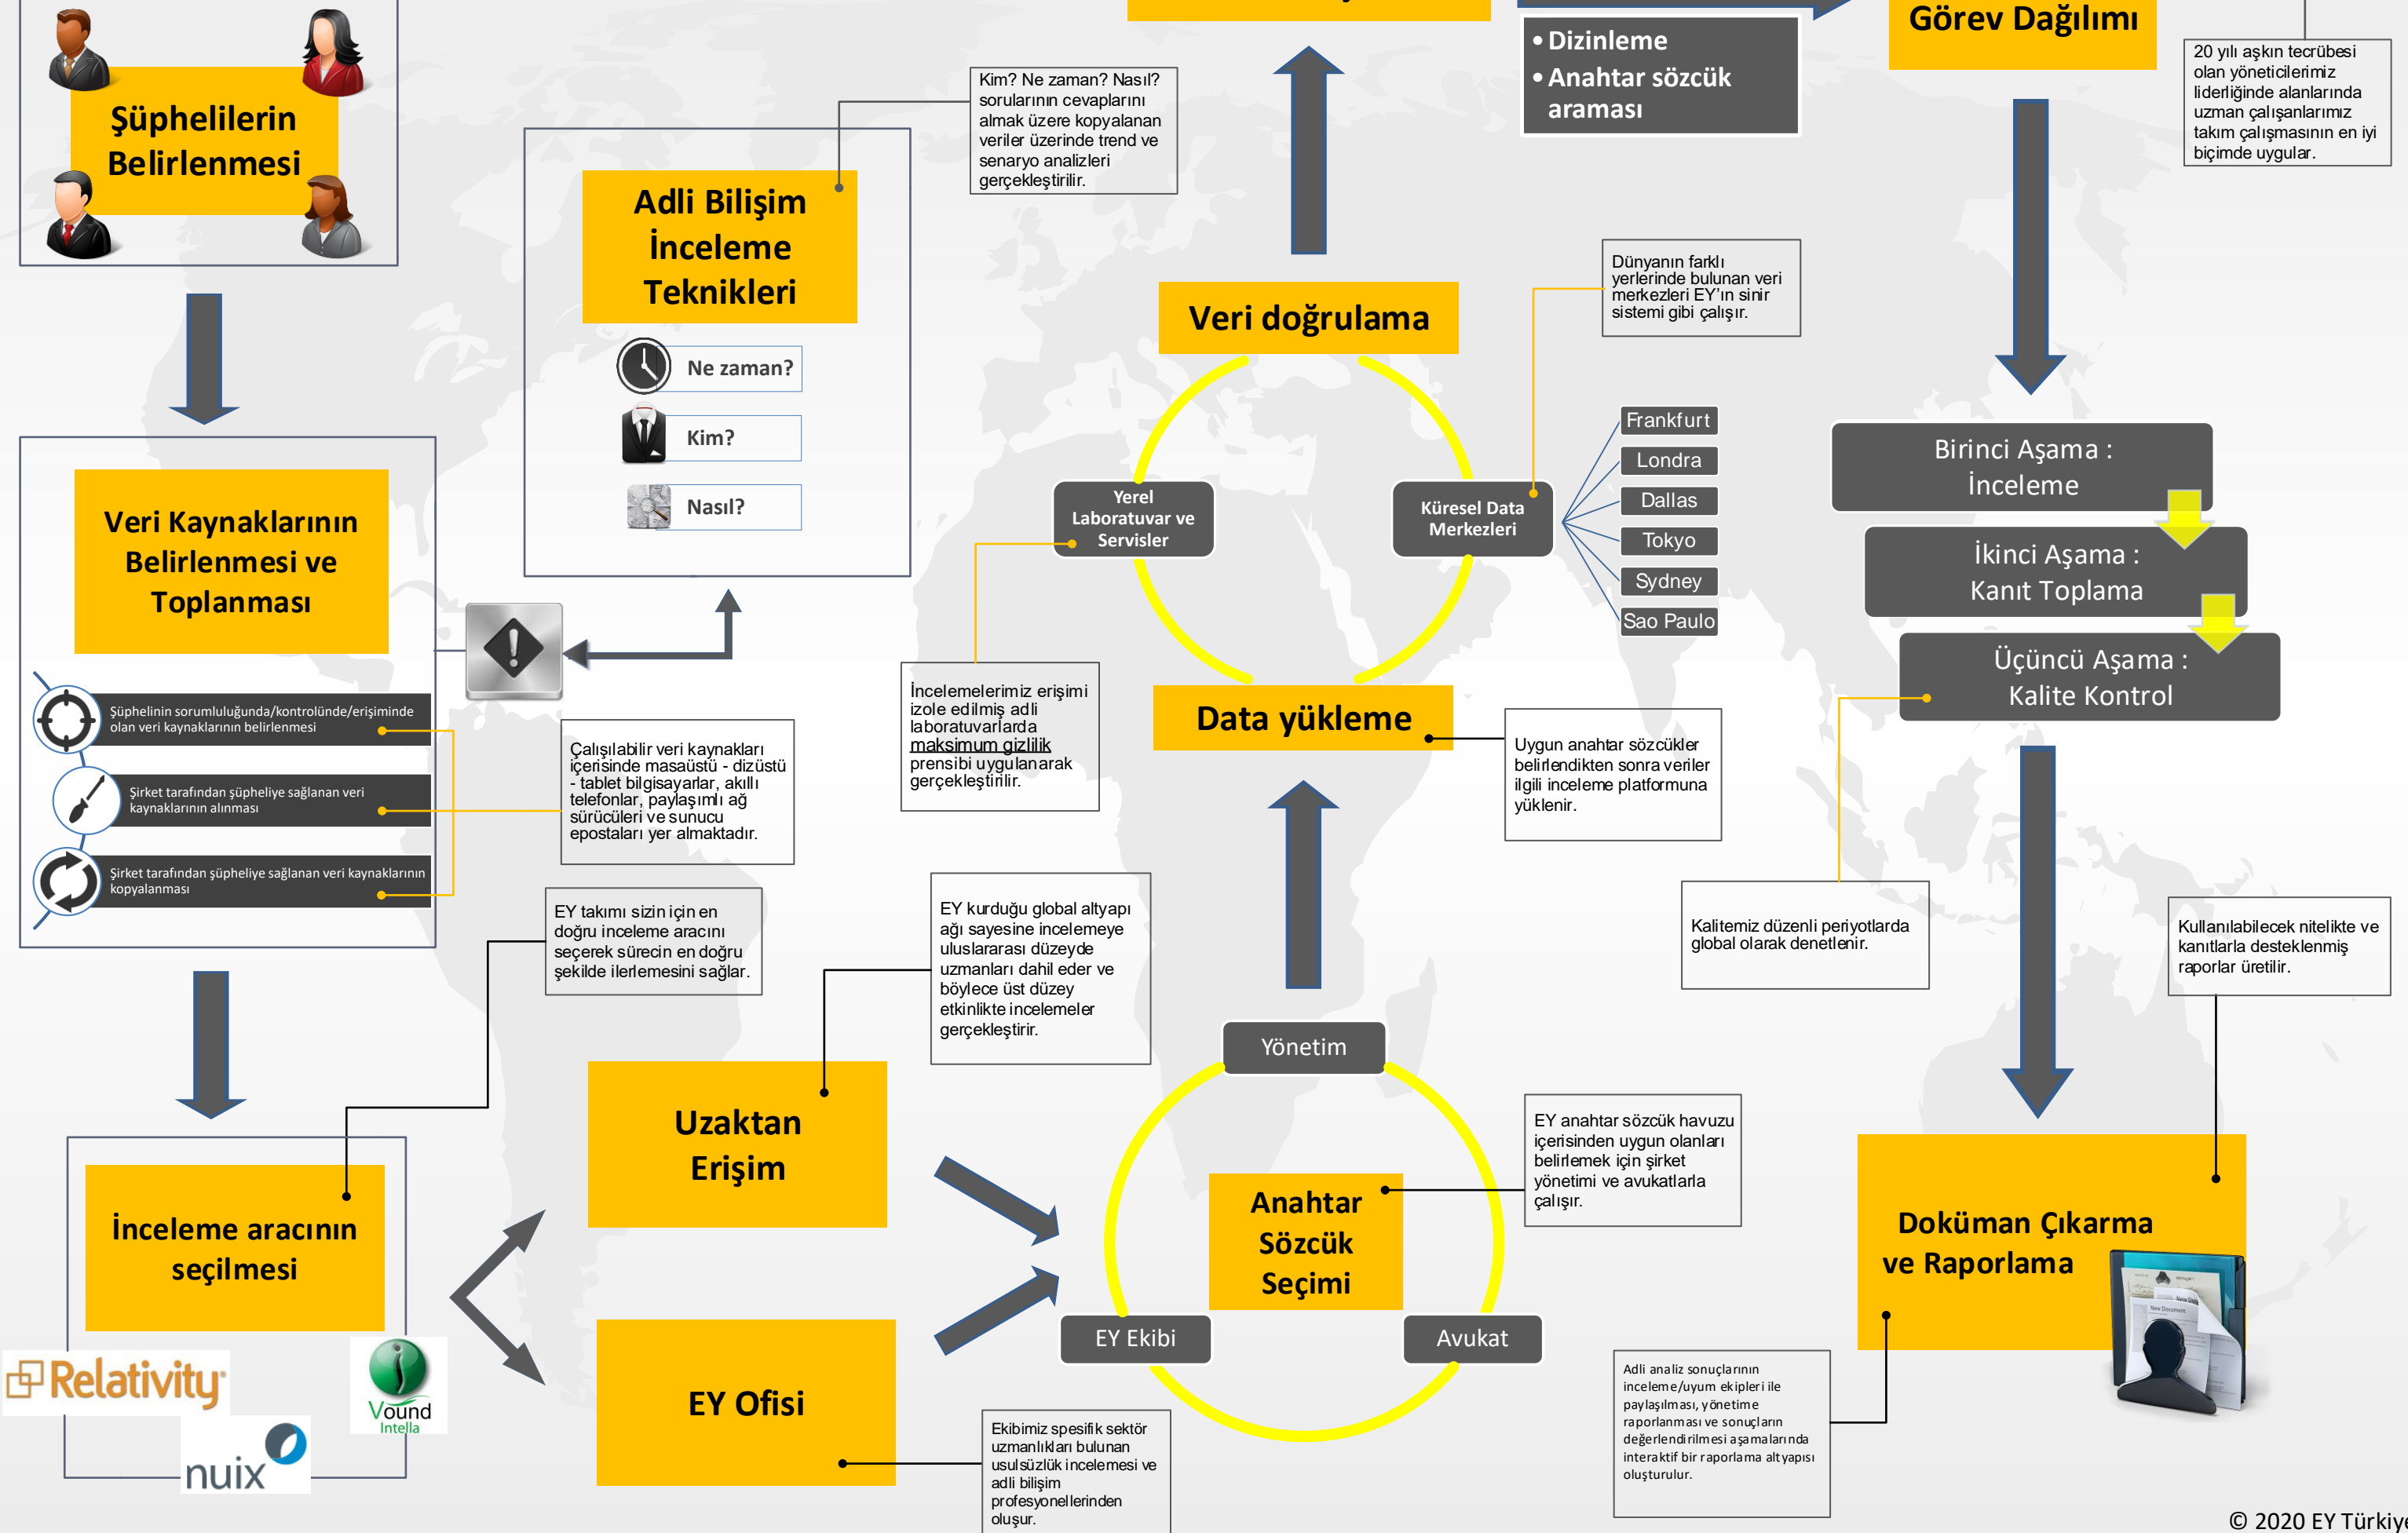 Şüphelilerin
Belirlenmesi
Veri Kaynaklarının
Belirlenmesi ve
Toplanması
Şüphelinin sorumluluğunda/kontrolünde/erişiminde
olan veri kaynaklarının belirlenmesi
Şirket tarafından şüpheliye sağlanan veri
kaynaklarının alınması
Şirket tarafından şüpheliye sağlanan veri kaynaklarının
kopyalanması
Çalışılabilir veri kaynakları
içerisinde masaüstü - dizüstü
- tablet bilgisayarlar, akıllı
telefonlar, paylaşımlı ağ
sürücüleri ve sunucu
epostaları yer almaktadır.
Adli Bilişim
İnceleme
Teknikleri
Ne zaman?
Kim?
Nasıl?
Kim? Ne zaman? Nasıl?
sorularının cevaplarını
almak üzere kopyalanan
veriler üzerinde trend ve
senaryo analizleri
gerçekleştirilir.
EY takımı sizin için en
doğru inceleme aracını
seçerek sürecin en doğru
şekilde ilerlemesini sağlar.
İnceleme aracının
seçilmesi
Relativity
Vound
Intella
nuix
Uzaktan
Erişim
EY kurduğu global altyapı
ağı sayesine incelemeye
uluslararası düzeyde
uzmanları dahil eder ve
böylece üst düzey
etkinlikte incelemeler
gerçekleştirir.
EY Ofisi
Ekibimiz spesifik sektör
uzmanlıkları bulunan
usulsüzlük incelemesi ve
adli bilişim
profesyonellerinden
oluşur.
Yönetim
Anahtar
Sözcük
Seçimi
EY Ekibi
Avukat
EY anahtar sözcük havuzu
içerisinden uygun olanları
belirlemek için şirket
yönetimi ve avukatlarla
çalışır.
Data yükleme
Uygun anahtar sözcükler
belirlendikten sonra veriler
ilgili inceleme platformuna
yüklenir.
Yerel
Laboratuvar ve
Servisler
İncelemelerimiz erişimi
izole edilmiş adli
laboratuvarlarda
maksimum gizlilik
prensibi uygulanarak
gerçekleştirilir.
Küresel Data
Merkezleri
Dünyanın farklı
yerlerinde bulunan veri
merkezleri EY'ın sinir
sistemi gibi çalışır.
Frankfurt
Londra
Dallas
Tokyo
Sydney
Sao Paulo
Veri doğrulama
• Dizinleme
• Anahtar sözcük
araması
Görev Dağılımı
20 yılı aşkın tecrübesi
olan yöneticilerimiz
liderliğinde alanlarında
uzman çalışanlarımız
takım çalışmasının en iyi
biçimde uygular.
Birinci Aşama :
İnceleme
İkinci Aşama :
Kanıt Toplama
Üçüncü Aşama :
Kalite Kontrol
Kalitemiz düzenli periyotlarda
global olarak denetlenir.
Kullanılabilecek nitelikte ve
kanıtlarla desteklenmiş
raporlar üretilir.
Doküman Çıkarma
ve Raporlama
New Document
Adli analiz sonuçlarının
inceleme/uyum ekipleri ile
paylaşılması, yönetime
raporlanması ve sonuçların
değerlendirilmesi aşamalarında
interaktif bir raporlama altyapısı
oluşturulur.
© 2020 EY Türkiye